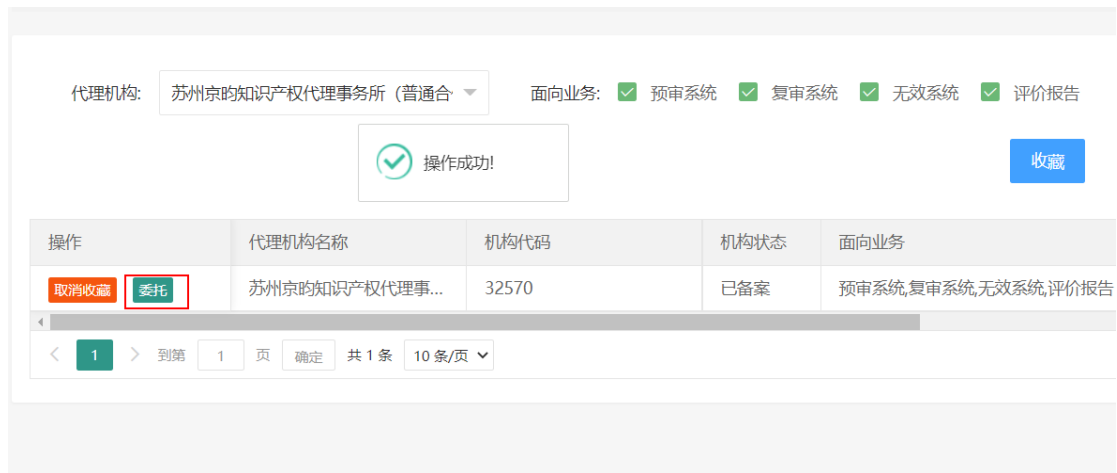 代理机构: 苏州京昀知识产权代理事务所（普通合 面向业务: 预审系统 复审系统 无效系统 评价报告
操作成功!
收藏
操作 代理机构名称 机构代码 机构状态 面向业务
取消收藏 委托 苏州京昀知识产权代理事... 32570 已备案 预审系统,复审系统,无效系统,评价报告
1 到第 1 页 确定 共 1 条 10 条/页